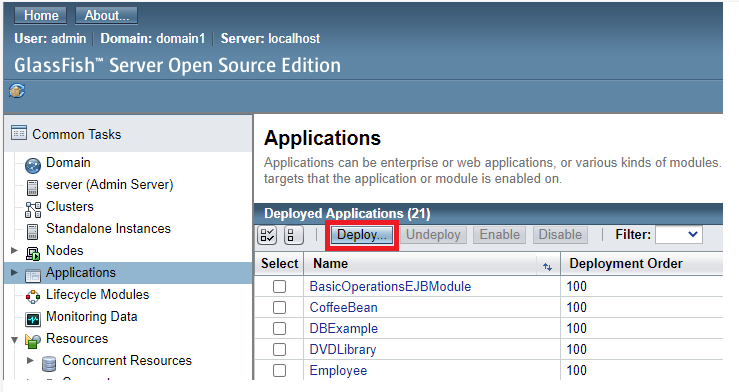 Home About...
User: admin Domain: domain1 Server: localhost
GlassFish™ Server Open Source Edition
Common Tasks
Domain
server (Admin Server)
Clusters
Standalone Instances
Nodes
Applications
Lifecycle Modules
Monitoring Data
Resources
Concurrent Resources
Applications
Applications can be enterprise or web applications, or various kinds of modules.
targets that the application or module is enabled on.
Deployed Applications (21)
Deploy... Undeploy Enable Disable Filter:
Select Name Deployment Order
BasicOperationsEJBModule 100
CoffeeBean 100
DBExample 100
DVDLibrary 100
Employee 100